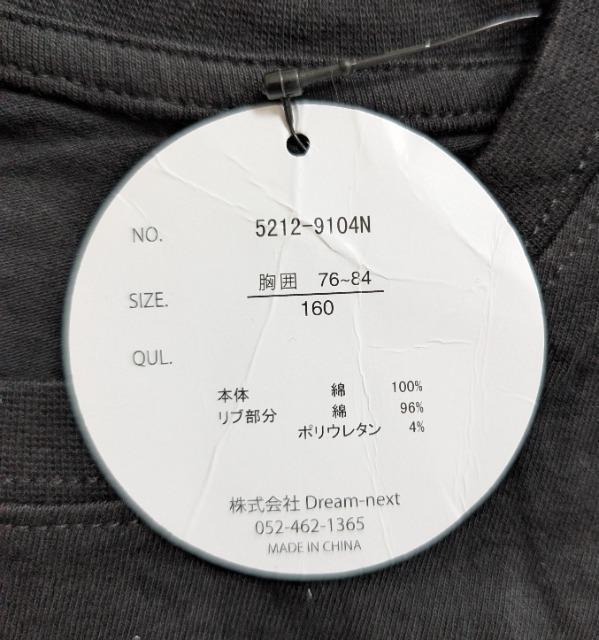 NO. 5212-9104N
胸囲 76~84
SIZE. 160
QUL.
本体 綿 100%
リブ部分 綿 96%
ポリウレタン 4%
株式会社 Dream-next
052-462-1365
MADE IN CHINA